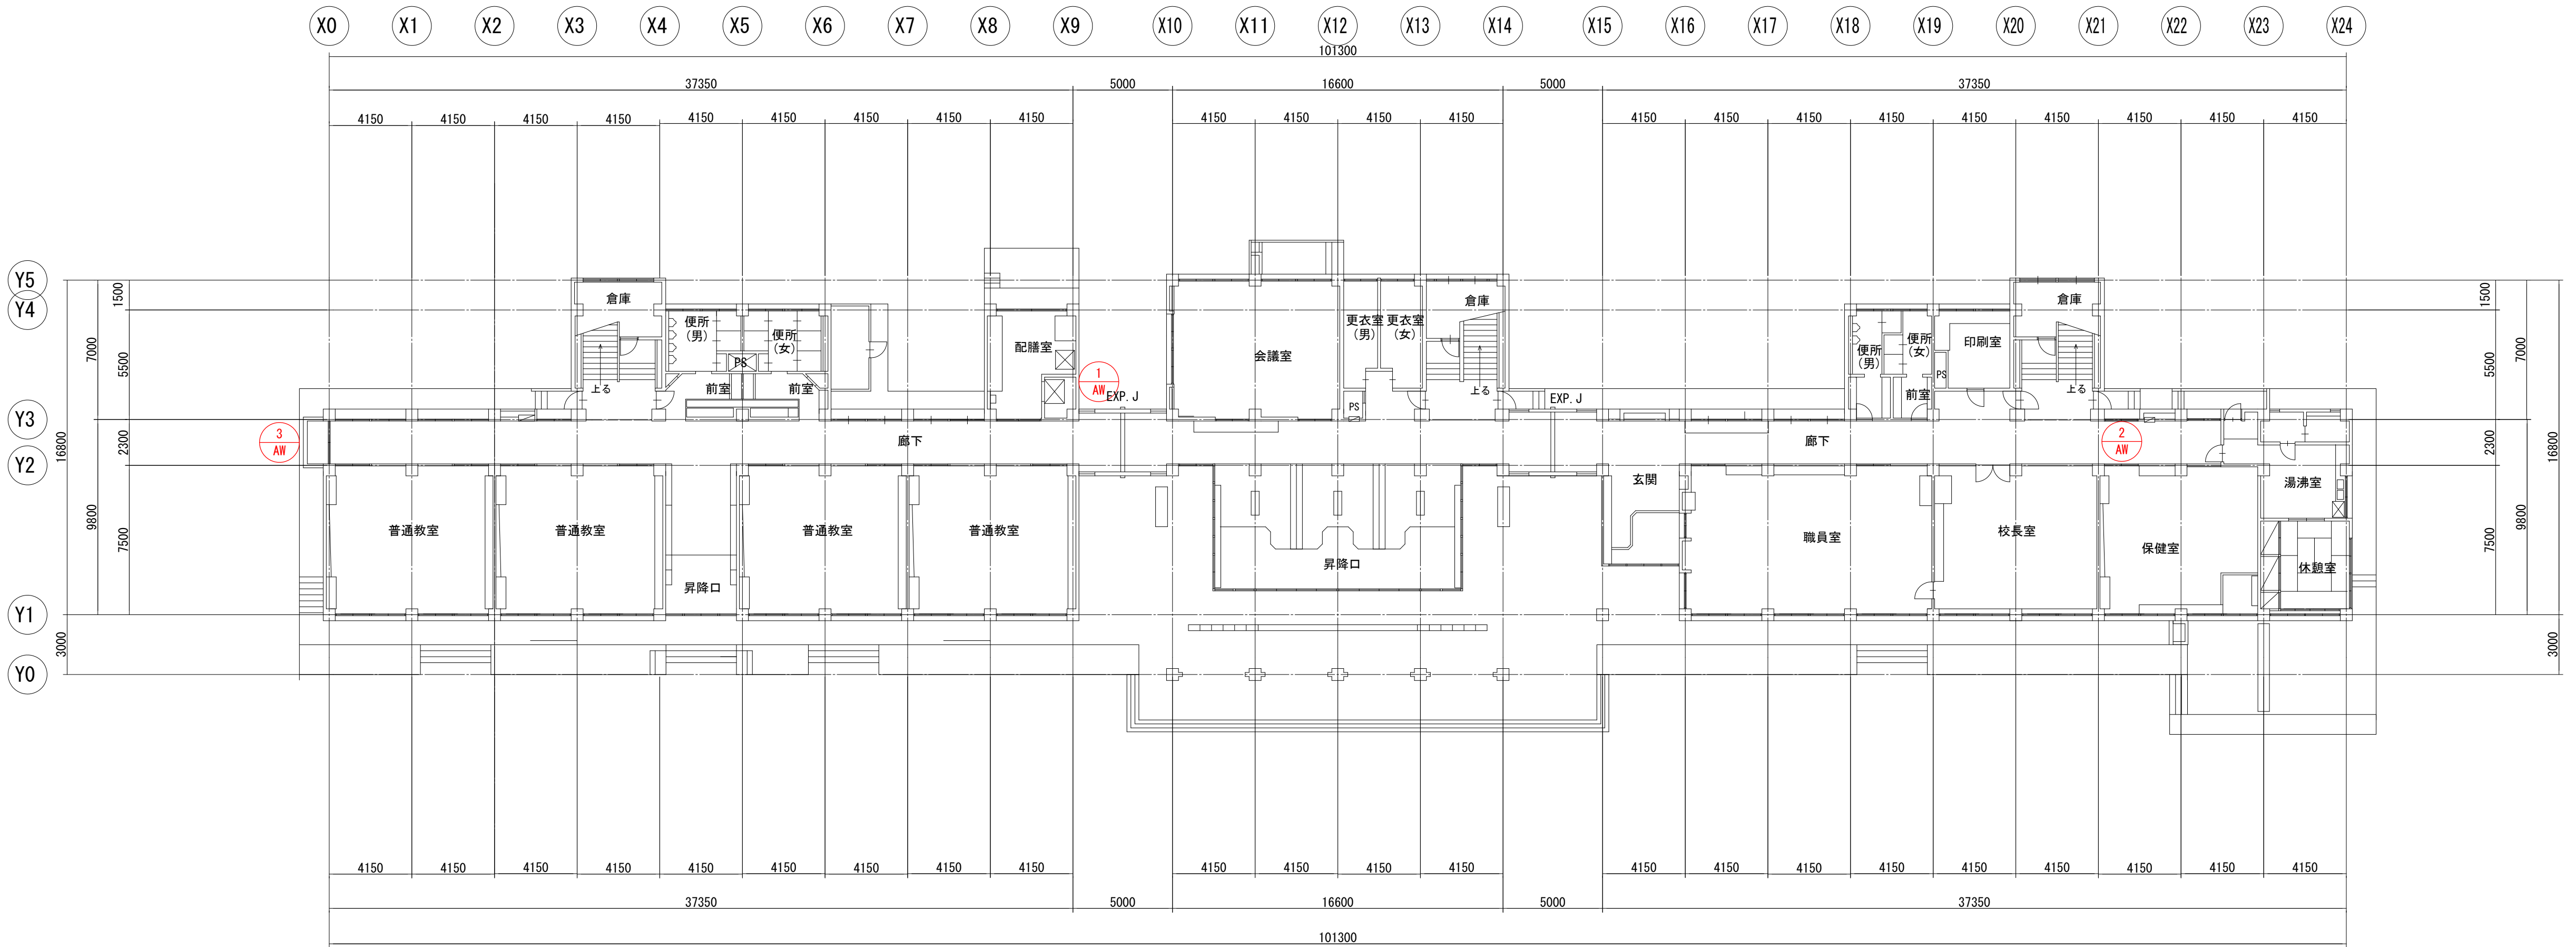 X0 X1 X2 X3 X4 X5 X6 X7 X8 X9 X10 X11 X12 X13 X14 X15 X16 X17 X18 X19 X20 X21 X22 X23 X24
101300
37350 5000 16600 5000 37350
4150 4150 4150 4150 4150 4150 4150 4150 4150 4150 4150 4150 4150 4150 4150 4150 4150 4150 4150 4150 4150 4150
Y5
Y4
Y3
Y2
Y1
Y0
1500
7000
5500
16800
2300
9800
7500
3000
倉庫
上る
便所
(男)
便所
(女)
PS
前室
前室
配膳室
1
AW
EXP.J
3
AW
廊下
普通教室
普通教室
昇降口
普通教室
普通教室
会議室
更衣室
(男)
更衣室
(女)
PS
倉庫
上る
EXP.J
昇降口
便所
(男)
便所
(女)
前室
PS
印刷室
倉庫
上る
廊下
2
AW
玄関
職員室
校長室
保健室
湯沸室
休憩室
1500
7000
5500
16800
2300
9800
7500
3000
4150 4150 4150 4150 4150 4150 4150 4150 4150 4150 4150 4150 4150 4150 4150 4150 4150 4150 4150 4150 4150 4150
37350 5000 16600 5000 37350
101300